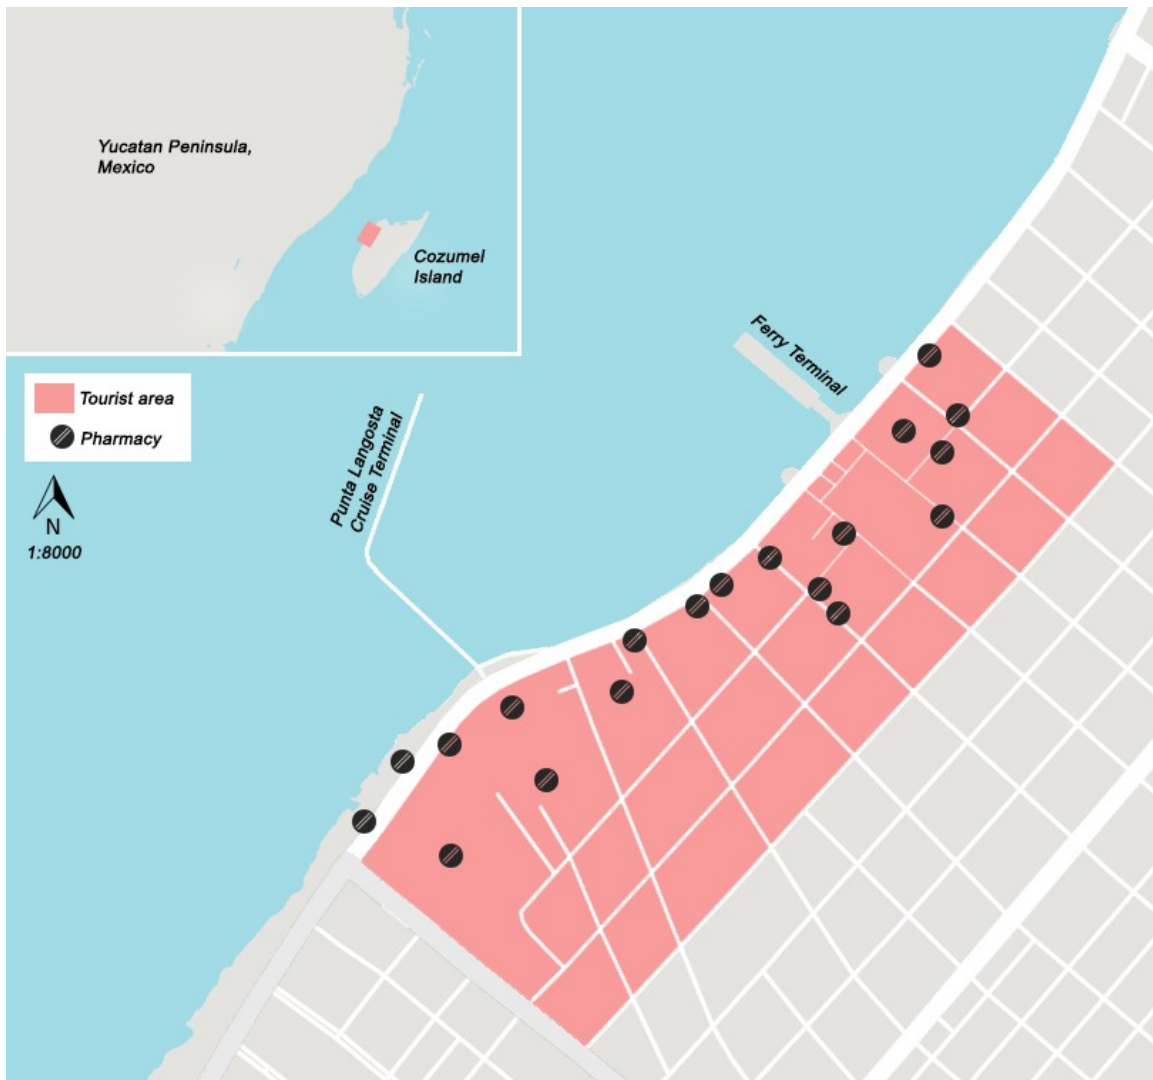 Yucatan Peninsula,
Mexico
Cozumel
Island
Tourist area
Pharmacy
N
1:8000
Punta Langosta
Cruise Terminal
Ferry Terminal